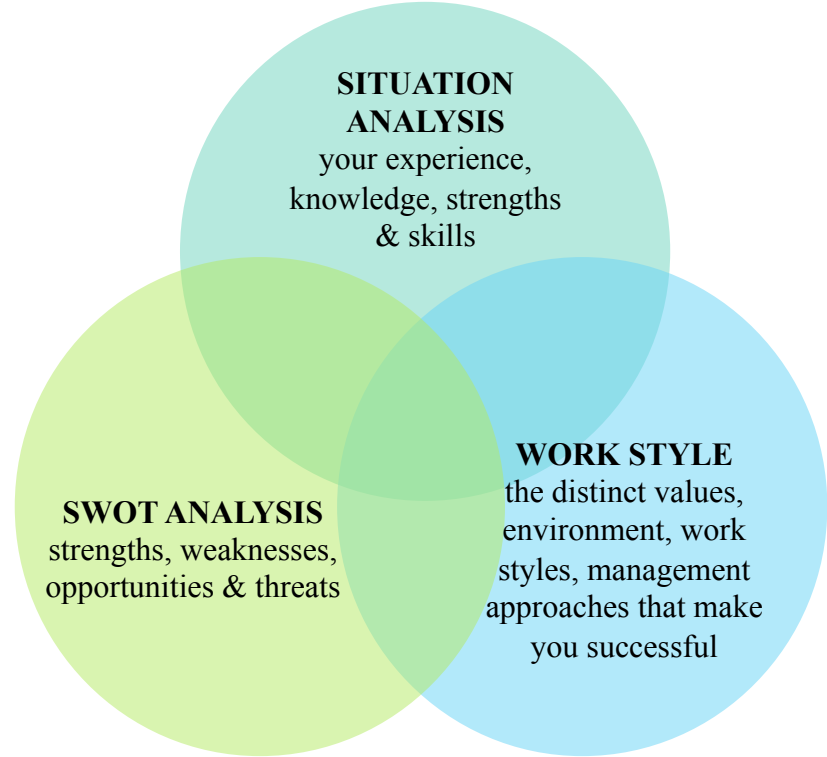 SITUATION
ANALYSIS
your experience,
knowledge, strengths
& skills
SWOT ANALYSIS
strengths, weaknesses,
opportunities & threats
WORK STYLE
the distinct values,
environment, work
styles, management
approaches that make
you successful